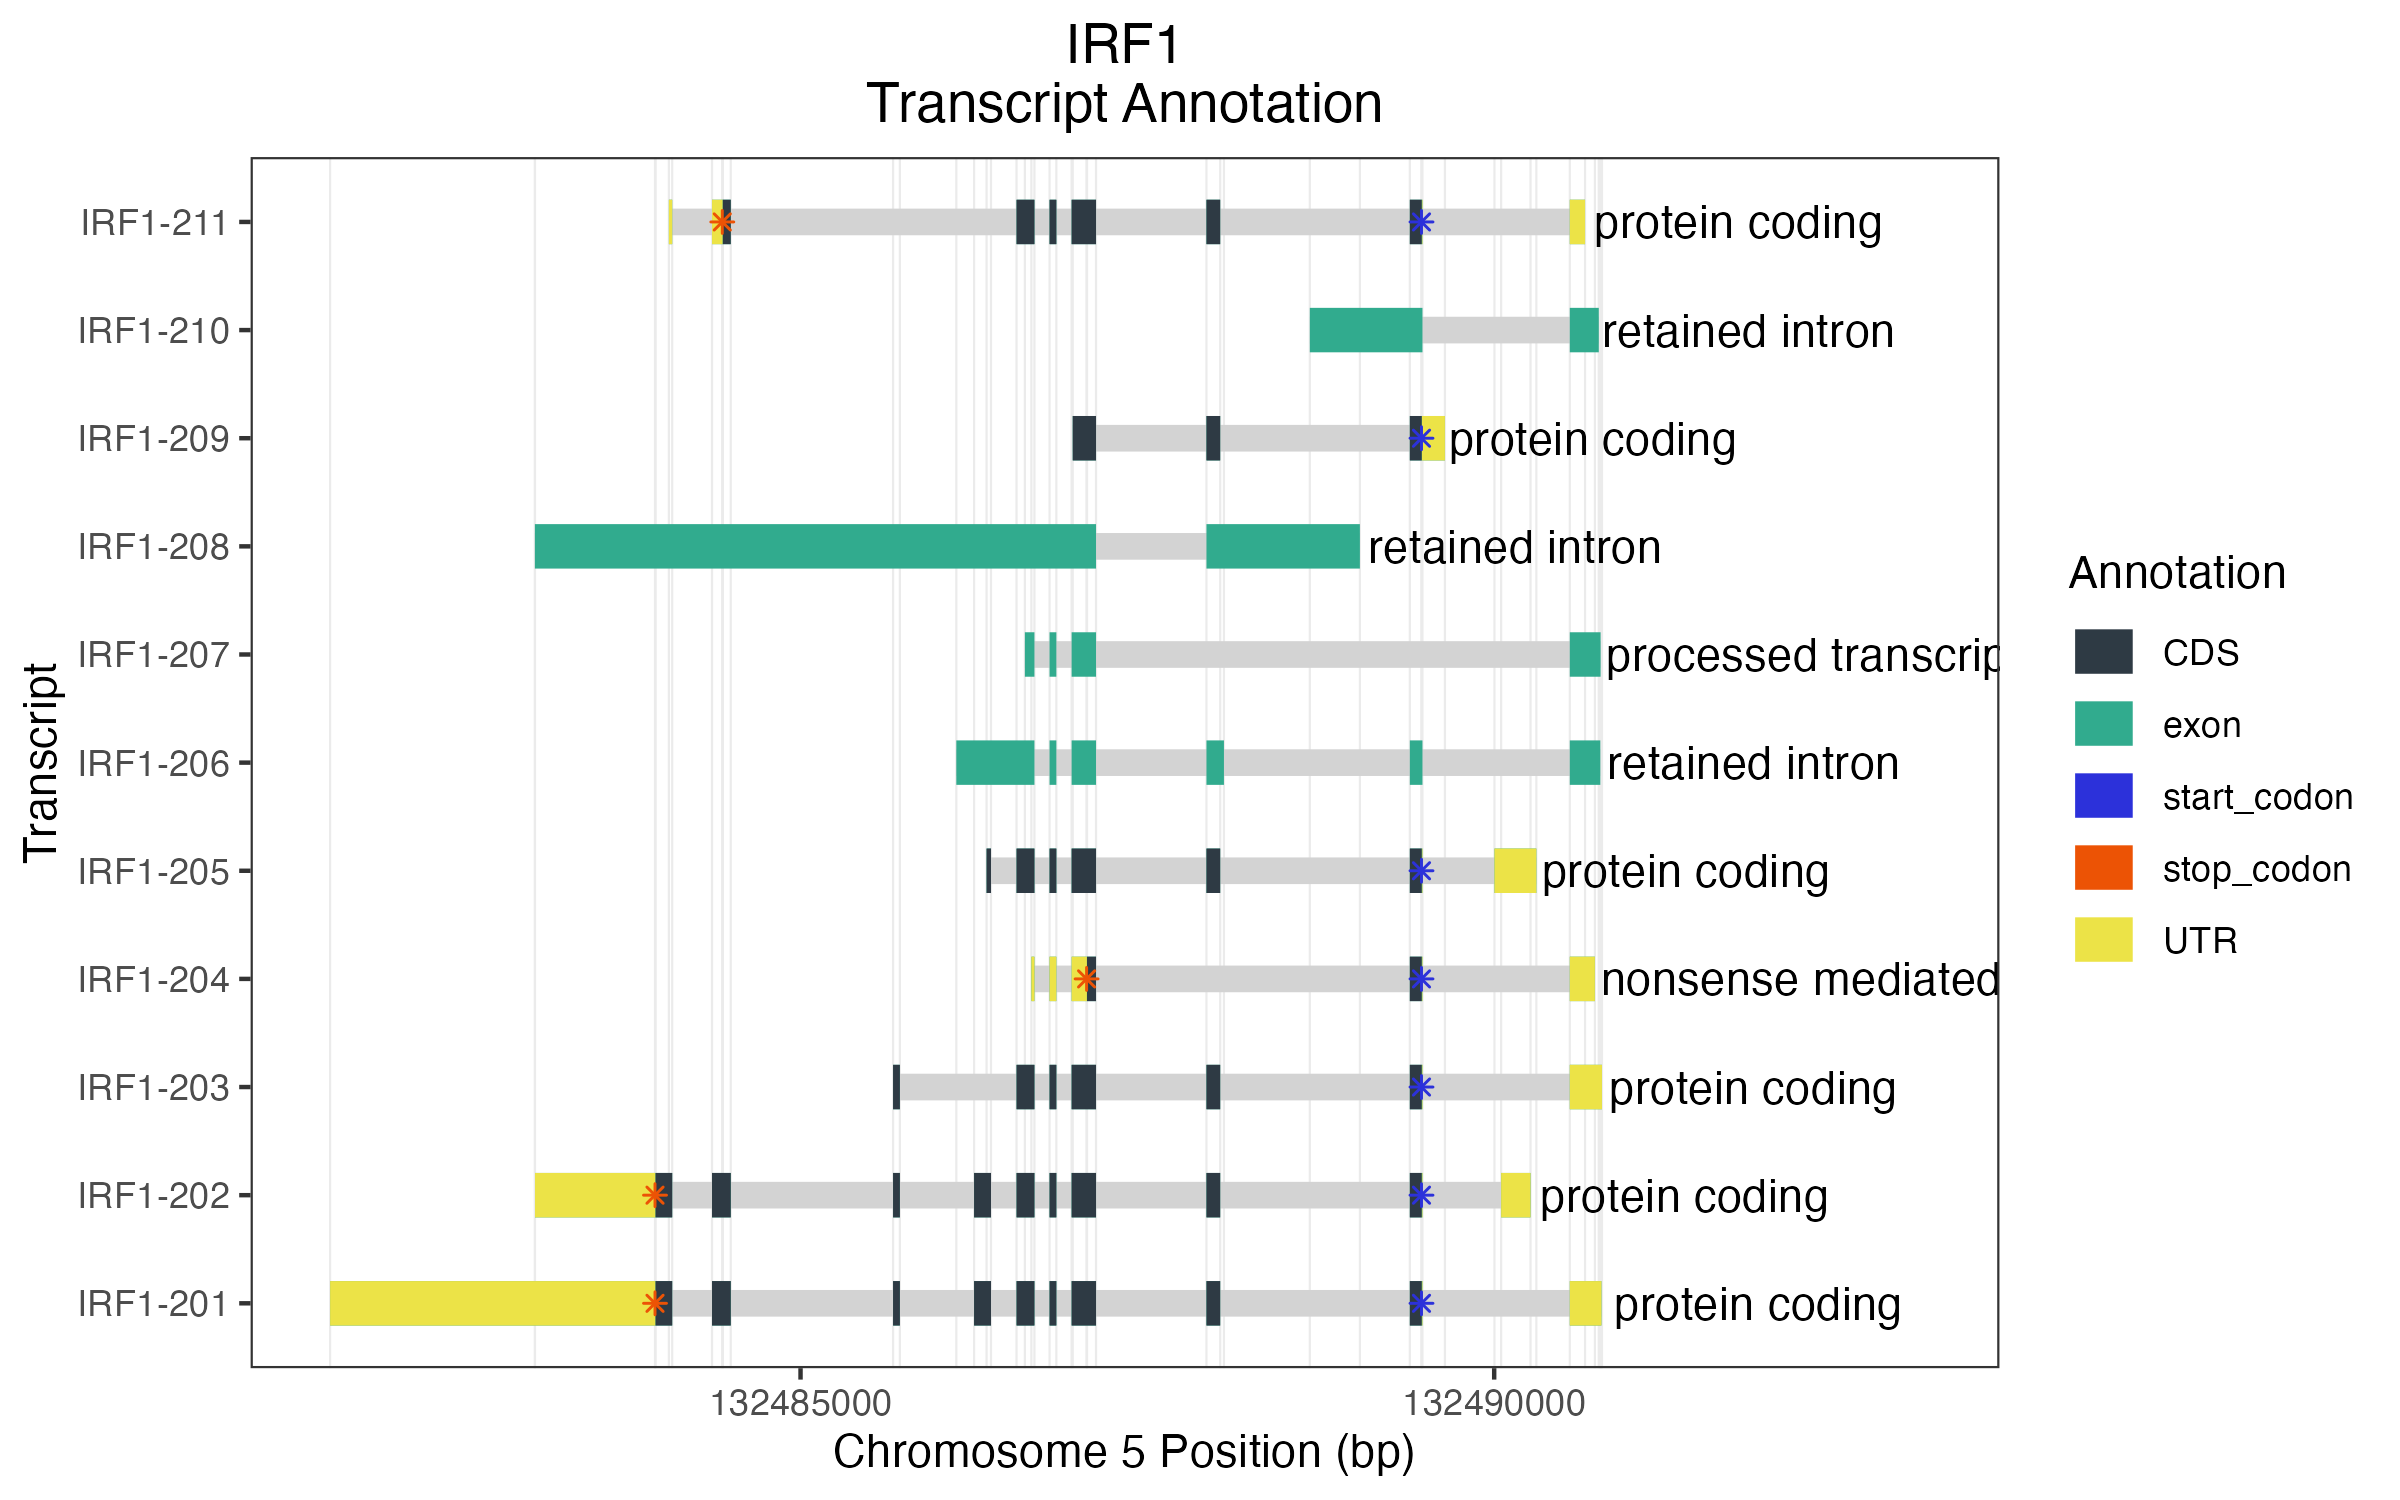 IRF1
Transcript Annotation
IRF1-211
protein coding
IRF1-210
retained intron
IRF1-209
protein coding
IRF1-208
retained intron
IRF1-207
processed transcrip
IRF1-206
retained intron
IRF1-205
protein coding
IRF1-204
nonsense mediated
IRF1-203
protein coding
IRF1-202
protein coding
IRF1-201
protein coding
Transcript
132485000
132490000
Chromosome 5 Position (bp)
Annotation
CDS
exon
start_codon
stop_codon
UTR